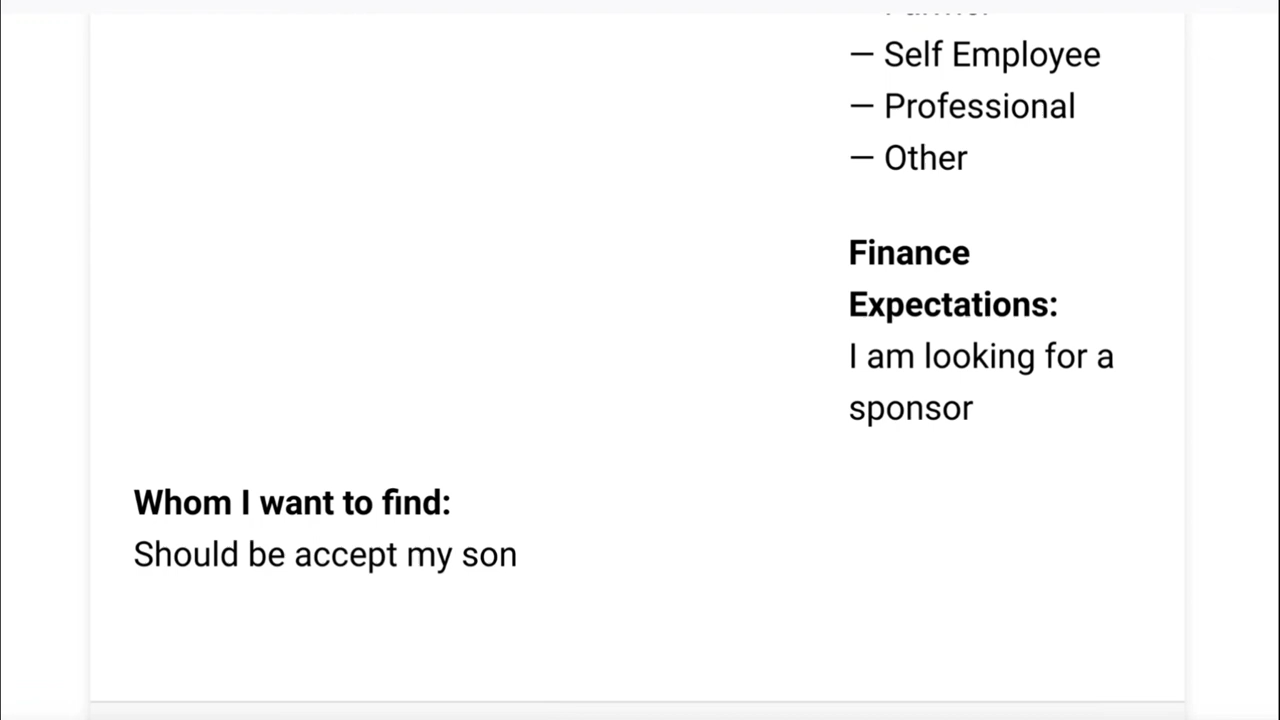 — Self Employee
— Professional
— Other
Finance
Expectations:
I am looking for a
sponsor
Whom I want to find:
Should be accept my son